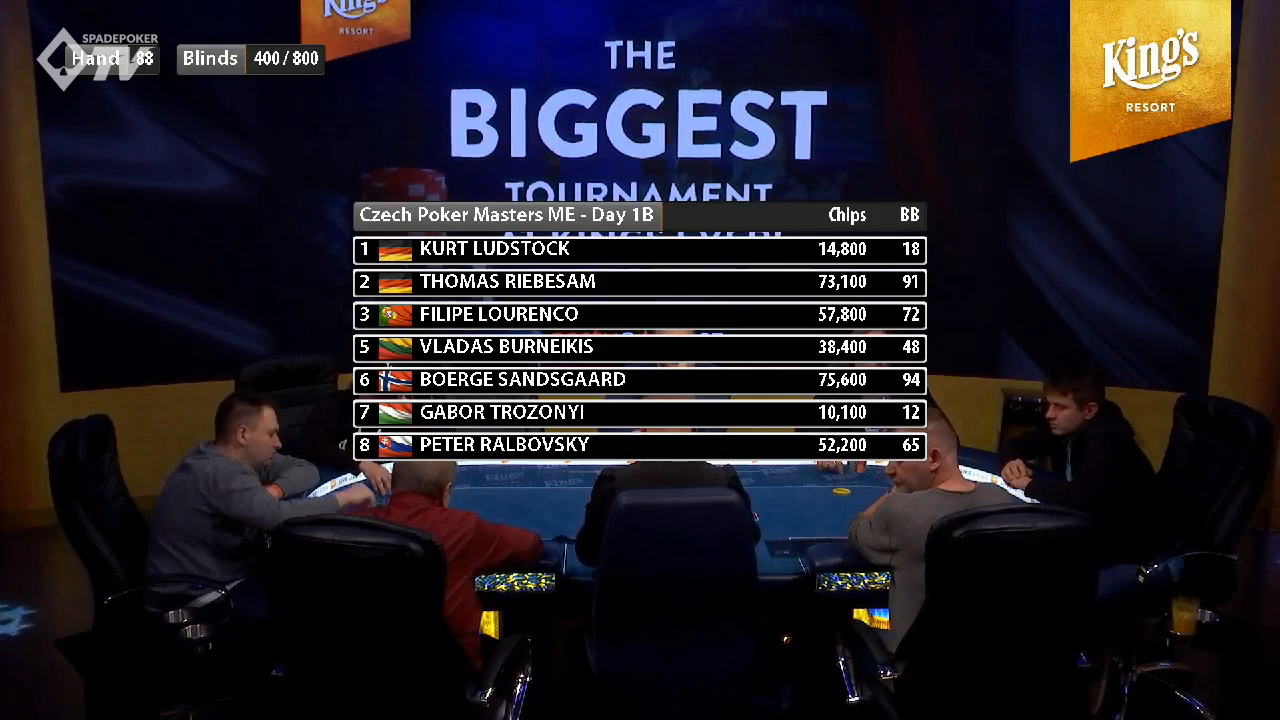 King's
RESORT
SPADEPOKER
TV
Hand 88
Blinds 400 / 800
THE
BIGGEST
TOURNAMENT
King's
RESORT
Czech Poker Masters ME - Day 1B Chips BB
1 KURT LUDSTOCK 14,800 18
2 THOMAS RIEBESAM 73,100 91
3 FILIPE LOURENCO 57,800 72
5 VLADAS BURNEIKIS 38,400 48
6 BOERGE SANDSGAARD 75,600 94
7 GABOR TROZONYI 10,100 12
8 PETER RALBOVSKY 52,200 65
King's